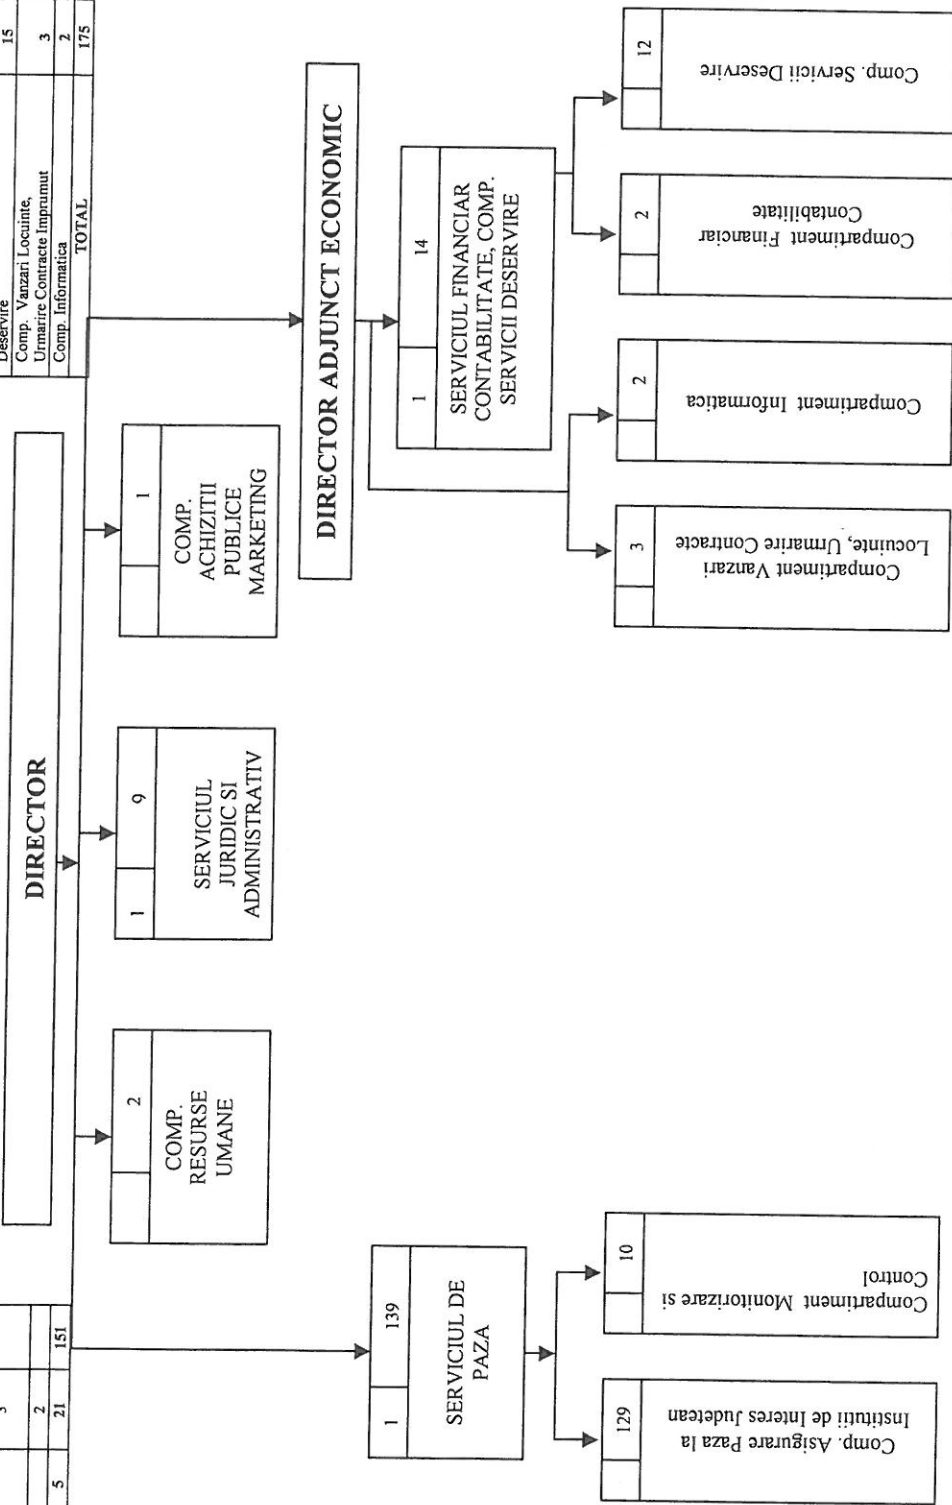 3
2
5 21 151
Deservire 15
Comp. Vanzari Locuinte,
Urmarire Contracte Imprumut 3
Comp. Informatica 2
TOTAL 175
DIRECTOR
2
COMP.
RESURSE
UMANE
1 9
SERVICIUL
JURIDIC SI
ADMINISTRATIV
1
COMP.
ACHIZITII
PUBLICE
MARKETING
DIRECTOR ADJUNCT ECONOMIC
1 139
SERVICIUL DE
PAZA
1 14
SERVICIUL FINANCIAR
CONTABILITATE, COMP.
SERVICII DESERVIRE
129
Comp. Asigurare Paza la
Institutii de Interes Judetean
10
Compartiment Monitorizare si
Control
3
Compartiment Vanzari
Locuinte, Urmarire Contracte
2
Compartiment Informatica
2
Compartiment Financiar
Contabilitate
12
Comp. Servicii Deservire